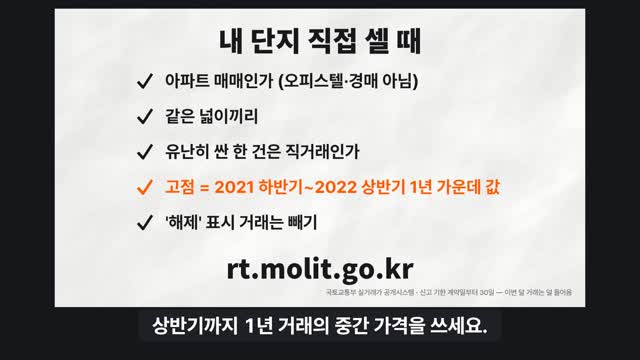 내 단지 직접 셀 때
✓ 아파트 매매인가 (오피스텔·경매 아님)
✓ 같은 넓이끼리
✓ 유난히 싼 한 건은 직거래인가
✓ 고점 = 2021 하반기~2022 상반기 1년 가운데 값
✓ '해제' 표시 거래는 빼기
rt.molit.go.kr
국토교통부 실거래가 공개시스템 · 신고 기한 계약일부터 30일 — 이번 달 거래는 덜 들어옴
상반기까지 1년 거래의 중간 가격을 쓰세요.